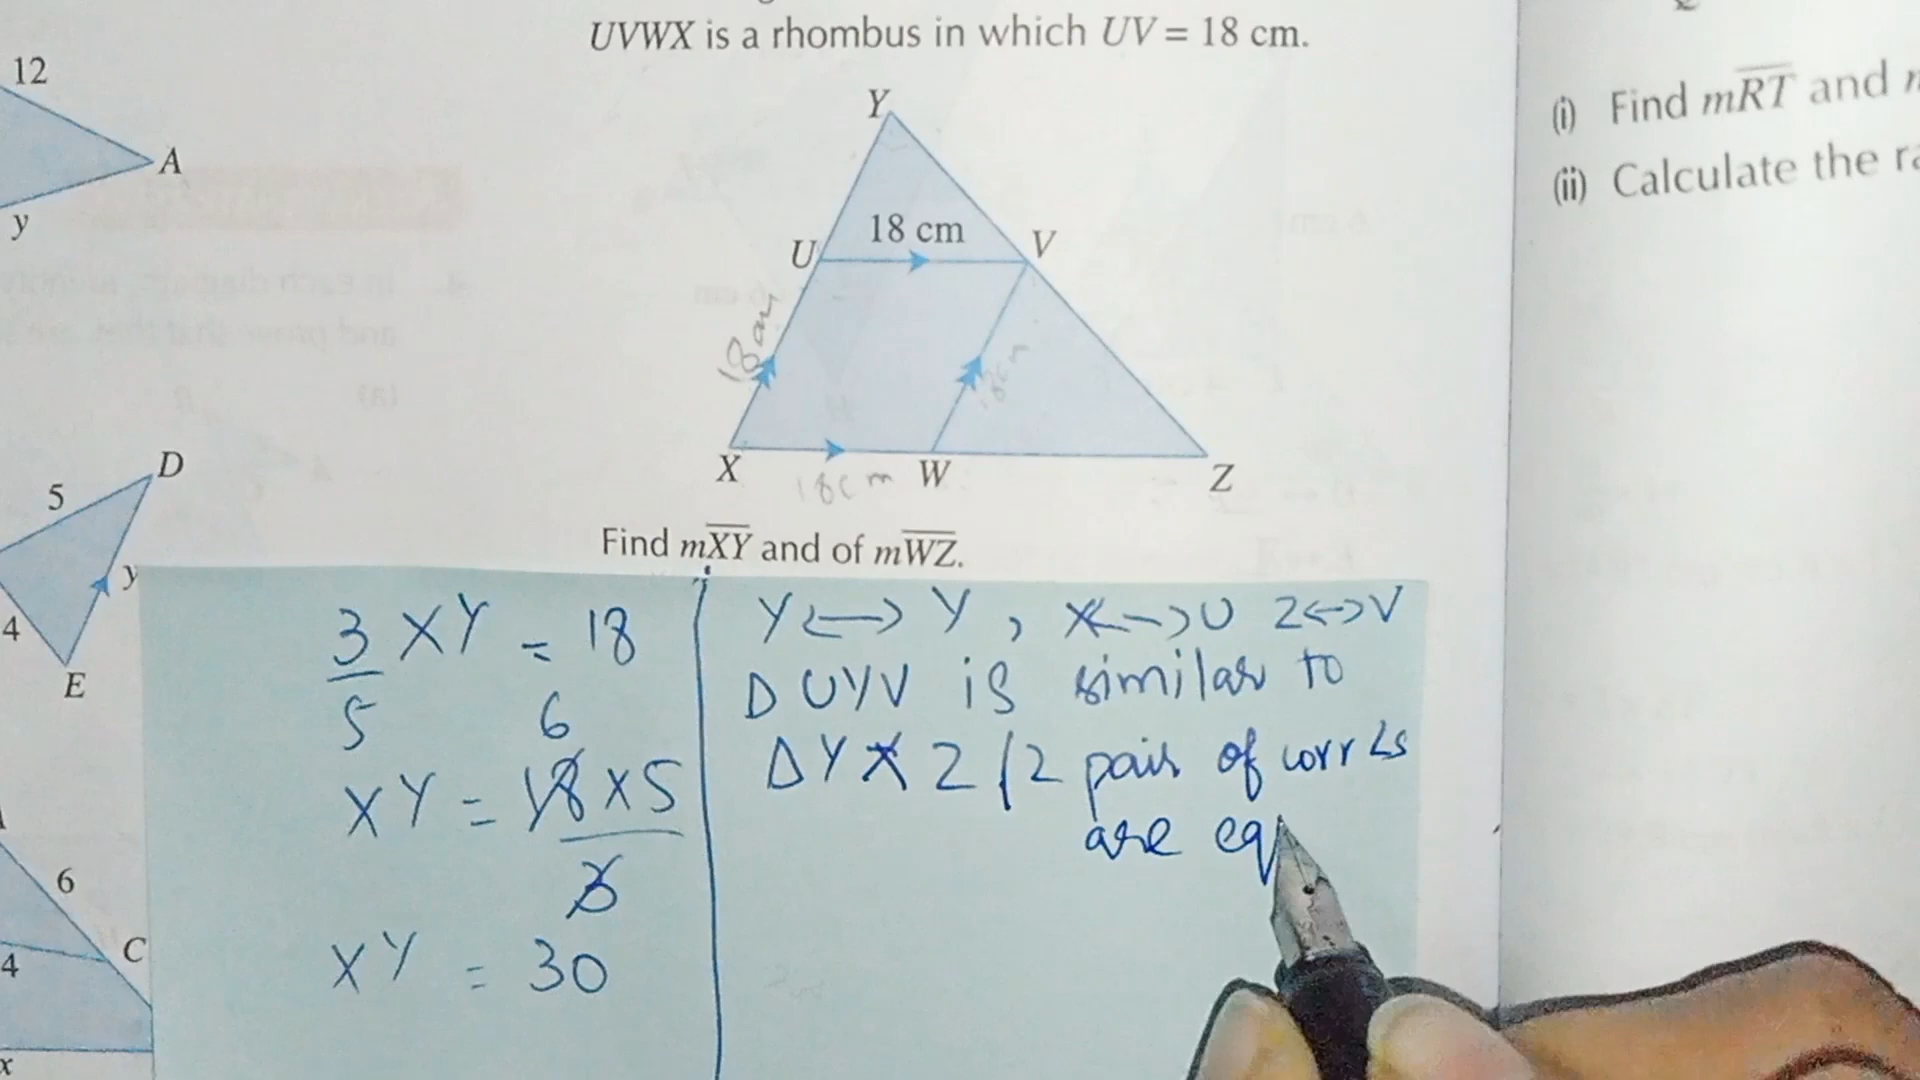 UVWX is a rhombus in which UV = 18 cm.
12
A
y
Y
18 cm
U
V
18cm
18cm
X
18cm
W
Z
Find mXY and of mWZ.
(i) Find mRT and
(ii) Calculate the
5
D
y
4
E
6
C
4
x
3/5 XY = 18
6
XY = 18 x 5 / 3
XY = 30
Y <-> Y , X <-> U Z <-> V
Δ UYV is similar to
Δ Y X Z / 2 pair of corr ∠s
are eq